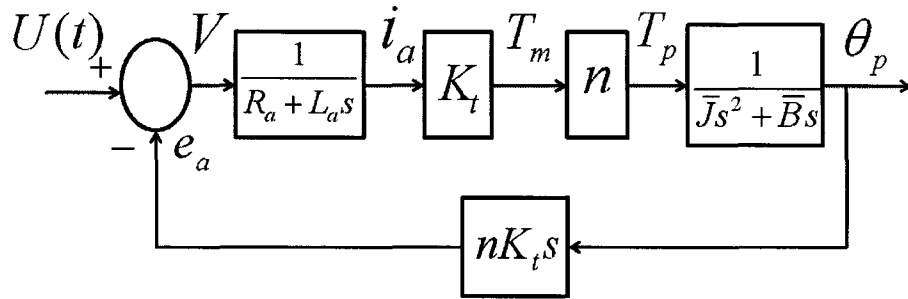 U(t)
+
−
V
e_a
1
R_a + L_a s
i_a
K_t
T_m
n
T_p
1
J̅s² + B̅s
θ_p
nK_t s